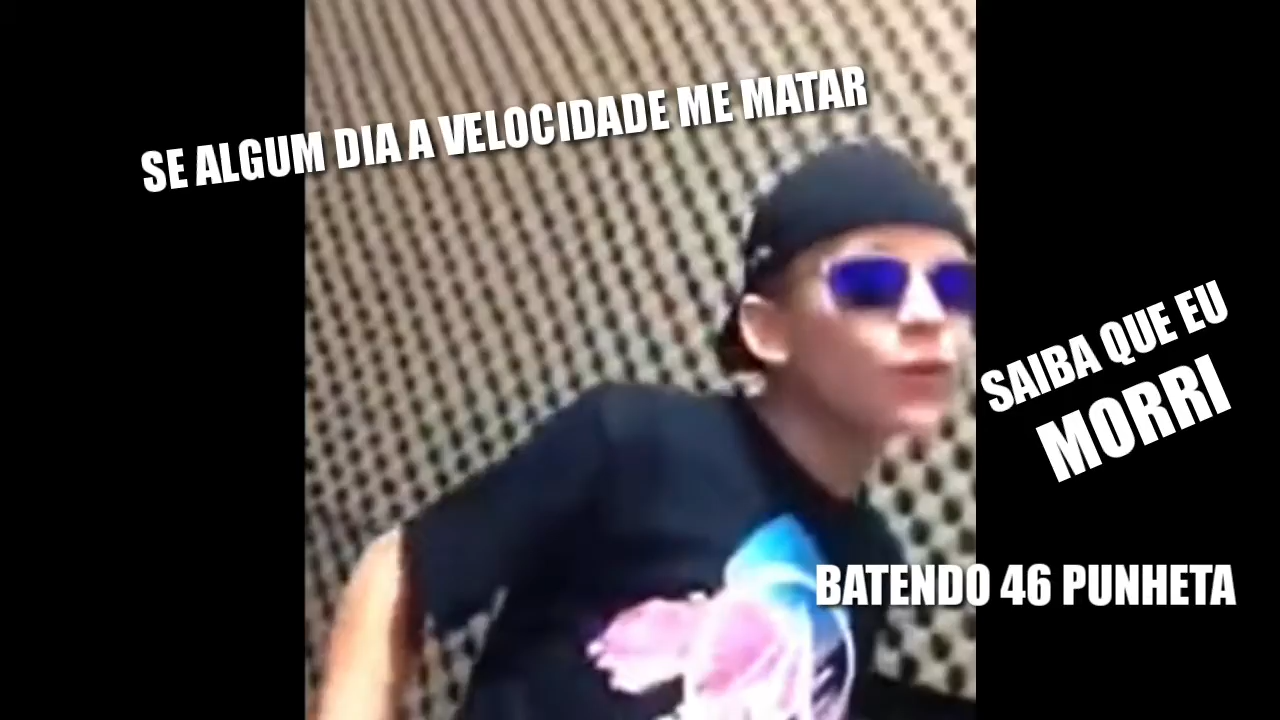 SE ALGUM DIA A VELOCIDADE ME MATAR
SAIBA QUE EU
MORRI
BATENDO 46 PUNHETA